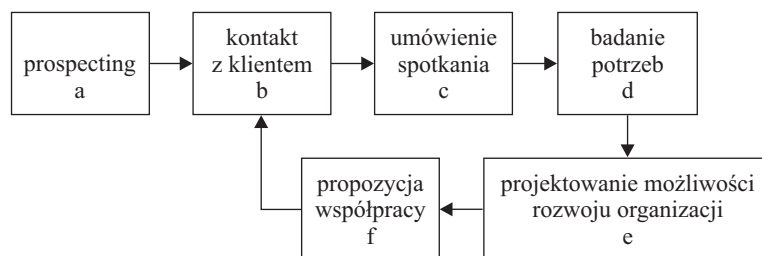 prospecting
a
kontakt
z klientem
b
umówienie
spotkania
c
badanie
potrzeb
d
projektowanie możliwości
rozwoju organizacji
e
propozycja
współpracy
f